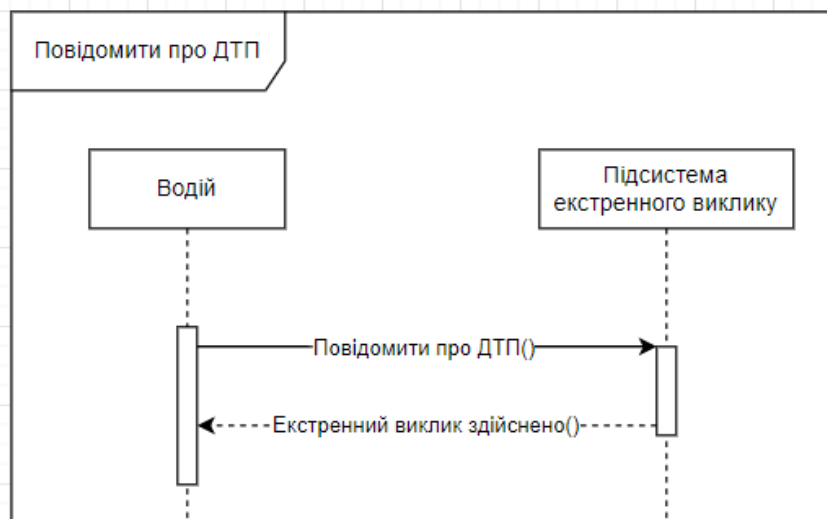 Повідомити про ДТП
Водій
Підсистема
екстренного виклику
Повідомити про ДТП()
Екстренний виклик здійснено()